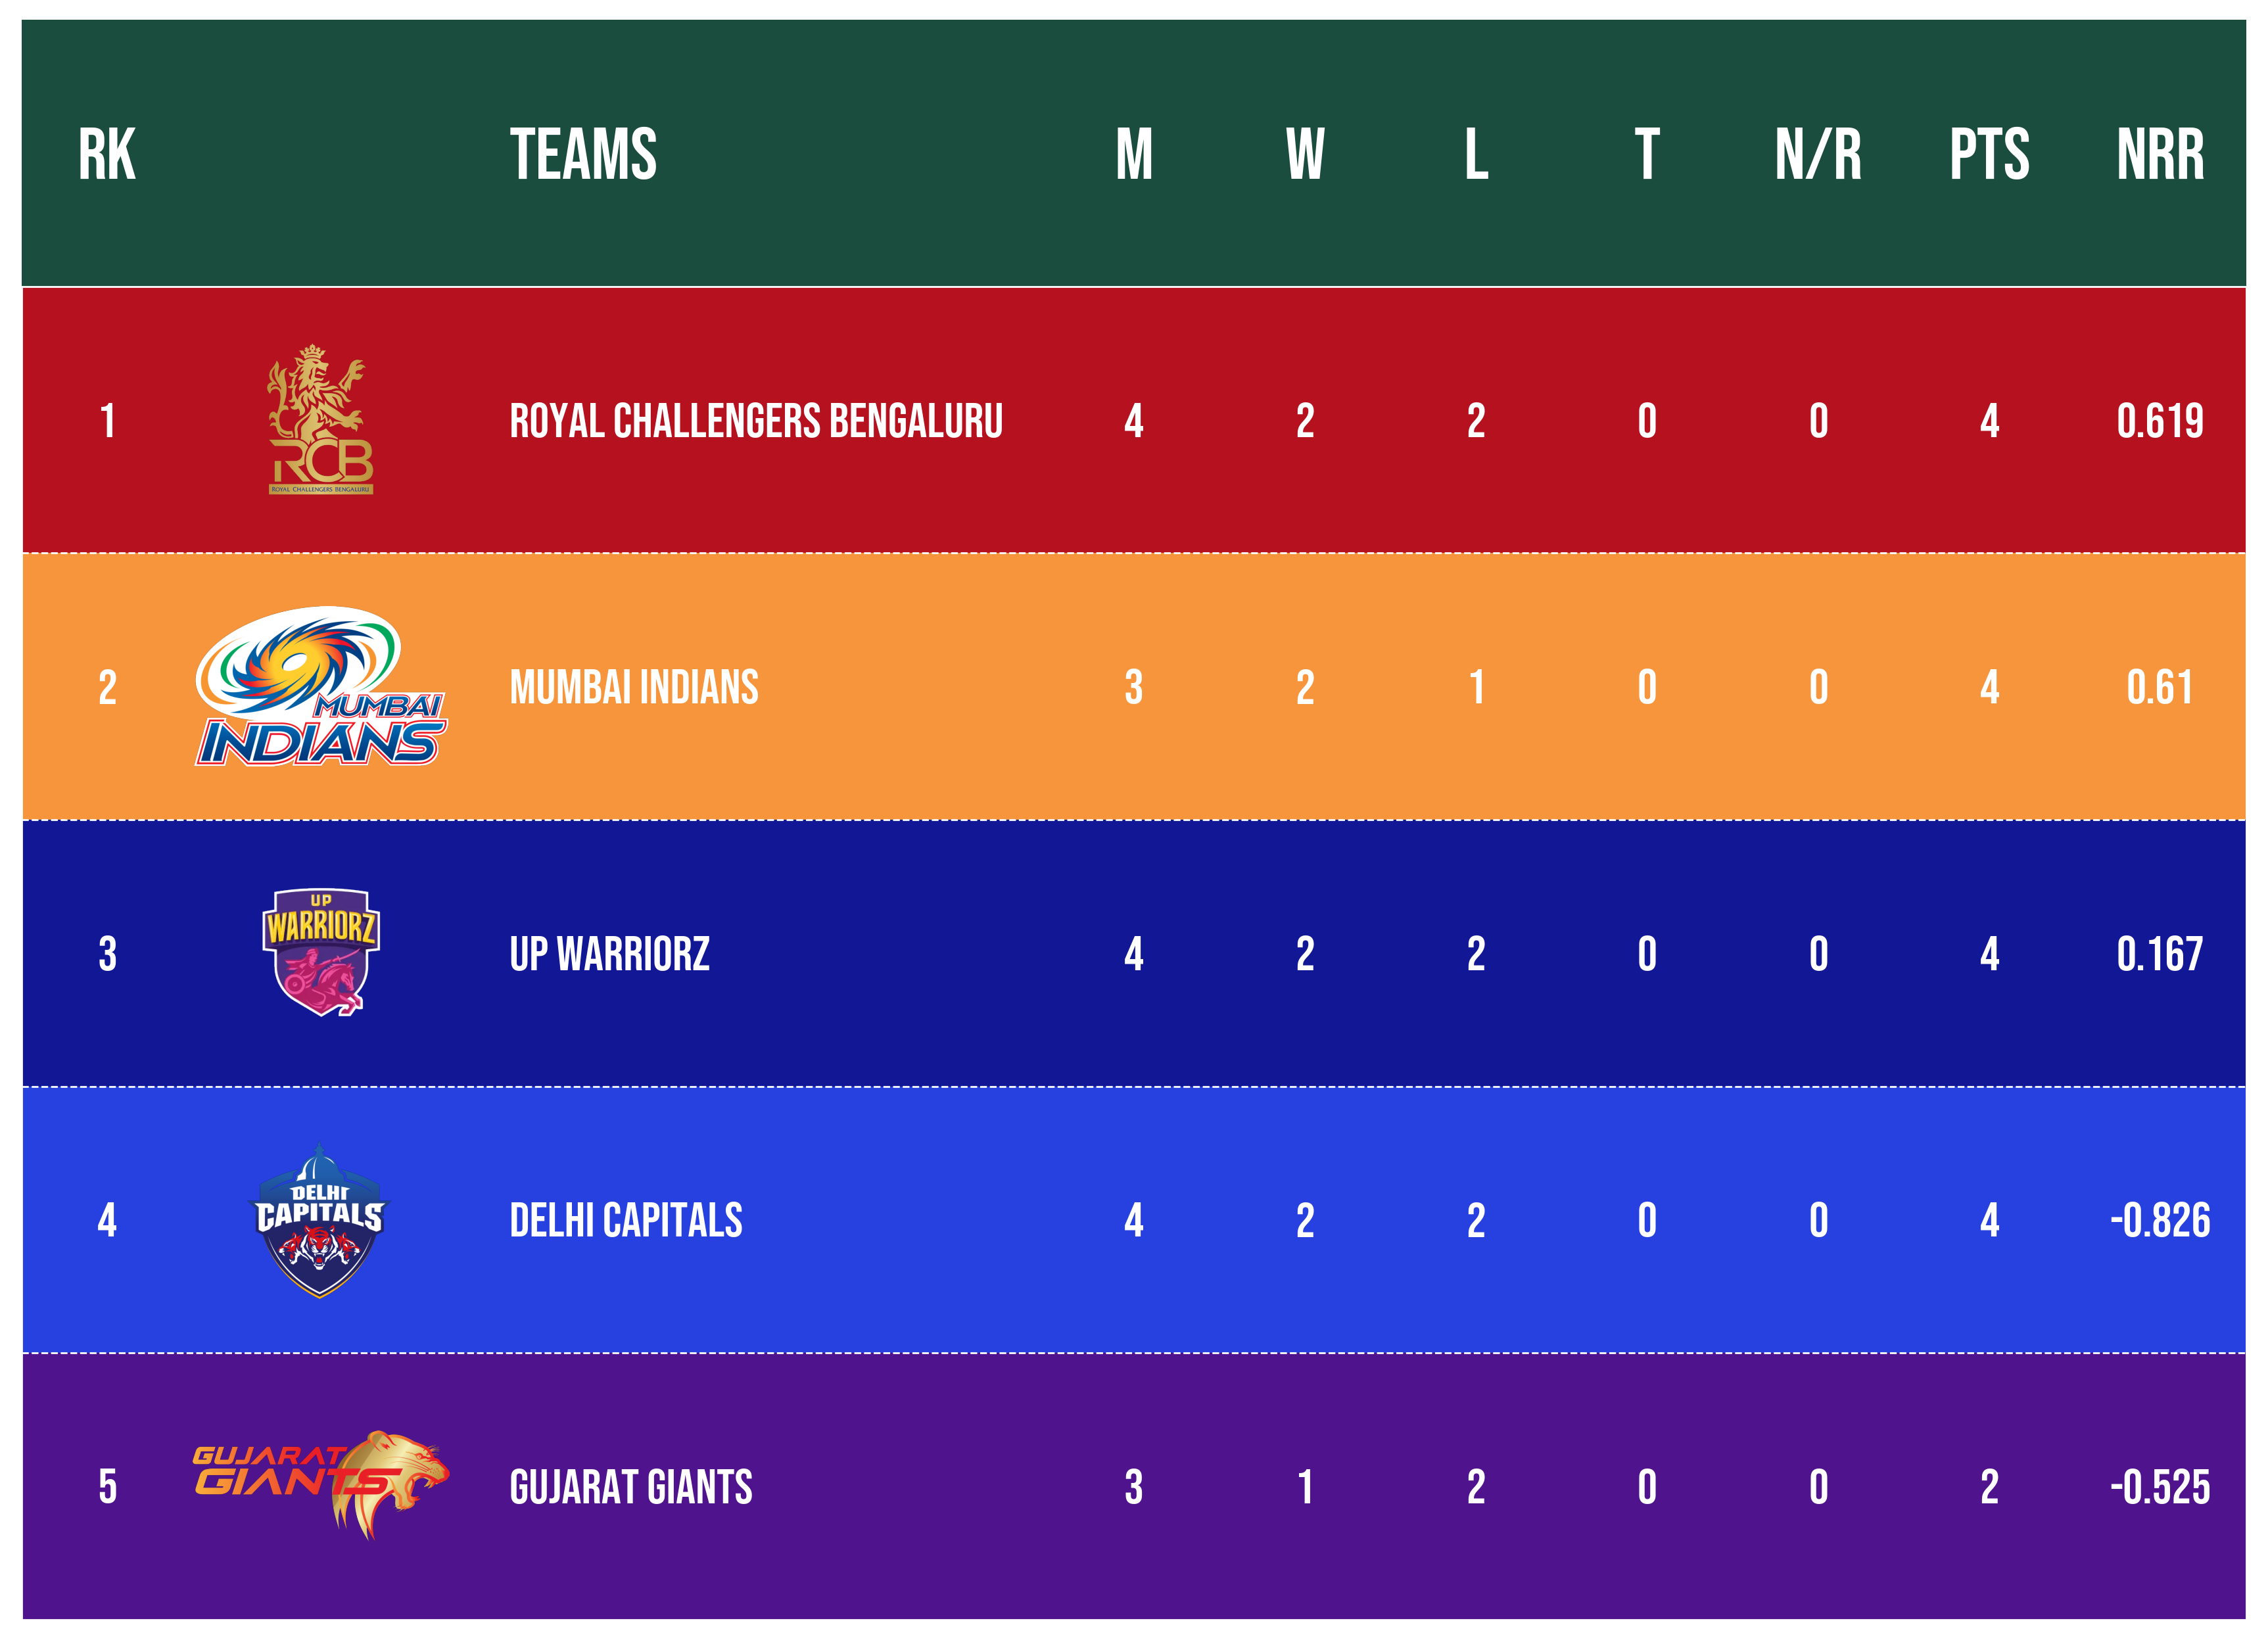 RK TEAMS M W L T N/R PTS NRR
RCB
ROYAL CHALLENGERS BENGALURU
1 ROYAL CHALLENGERS BENGALURU 4 2 2 0 0 4 0.619
MUMBAI
INDIANS
2 MUMBAI INDIANS 3 2 1 0 0 4 0.61
UP
WARRIORZ
3 UP WARRIORZ 4 2 2 0 0 4 0.167
DELHI
CAPITALS
4 DELHI CAPITALS 4 2 2 0 0 4 -0.826
GUJARAT
GIANTS
5 GUJARAT GIANTS 3 1 2 0 0 2 -0.525